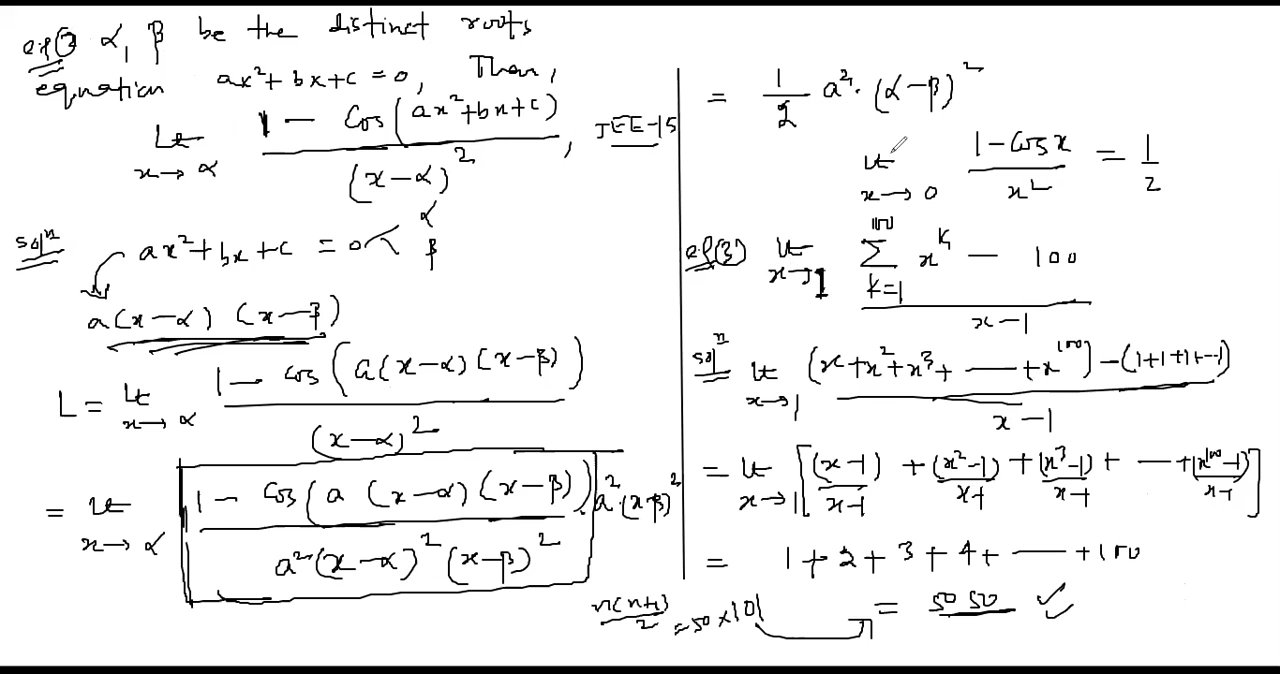 eg② α, β be the distinct roots
equation ax² + bx + c = 0, Then,
Lt x→α (1 − Cos(ax² + bx + c)) / (x − α)², JEE-15
Solⁿ ax² + bx + c = 0 < α β
a(x − α) (x − β)
L = Lt x→α (1 − Cos(a(x − α)(x − β))) / (x − α)²
= Lt x→α (1 − Cos(a (x − α)(x − β))) / (a²(x − α)²(x − β)²) · a²·(x − β)²
= 1/2 a²· (α − β)²
Lt x→0 (1 − Cos x) / x² = 1/2
eg(3) Lt x→1 (∑ k=1 100 x^k − 100) / (x − 1)
Solⁿ Lt x→1 ((x + x² + x³ + — + x^100) − (1+1+1+--1)) / (x − 1)
= Lt x→1 [(x−1)/(x−1) + (x²−1)/(x−1) + (x³−1)/(x−1) + — + (x^100−1)/(x−1)]
= 1 + 2 + 3 + 4 + — + 100
n(n+1)/2 = 50 × 101
= 5050 ✓